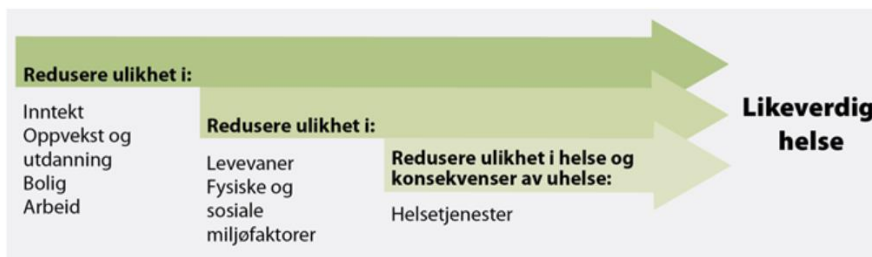 Redusere ulikhet i:
Inntekt
Oppvekst og
utdanning
Bolig
Arbeid
Redusere ulikhet i:
Levevaner
Fysiske og
sosiale
miljøfaktorer
Redusere ulikhet i helse og
konsekvenser av uhelse:
Helsetjenester
Likeverdig
helse